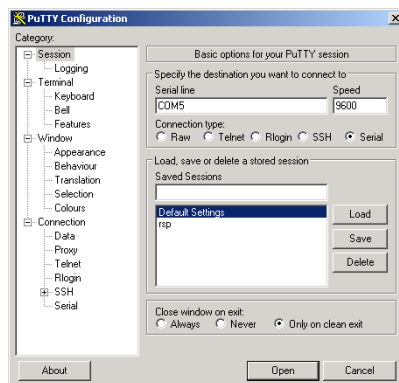 PuTTY Configuration
Category:
Session
Logging
Terminal
Keyboard
Bell
Features
Window
Appearance
Behaviour
Translation
Selection
Colours
Connection
Data
Proxy
Telnet
Rlogin
SSH
Serial
Basic options for your PuTTY session
Specify the destination you want to connect to
Serial line Speed
COM5 9600
Connection type:
Raw Telnet Rlogin SSH Serial
Load, save or delete a stored session
Saved Sessions
Default Settings
rsp
Load
Save
Delete
Close window on exit:
Always Never Only on clean exit
About Open Cancel